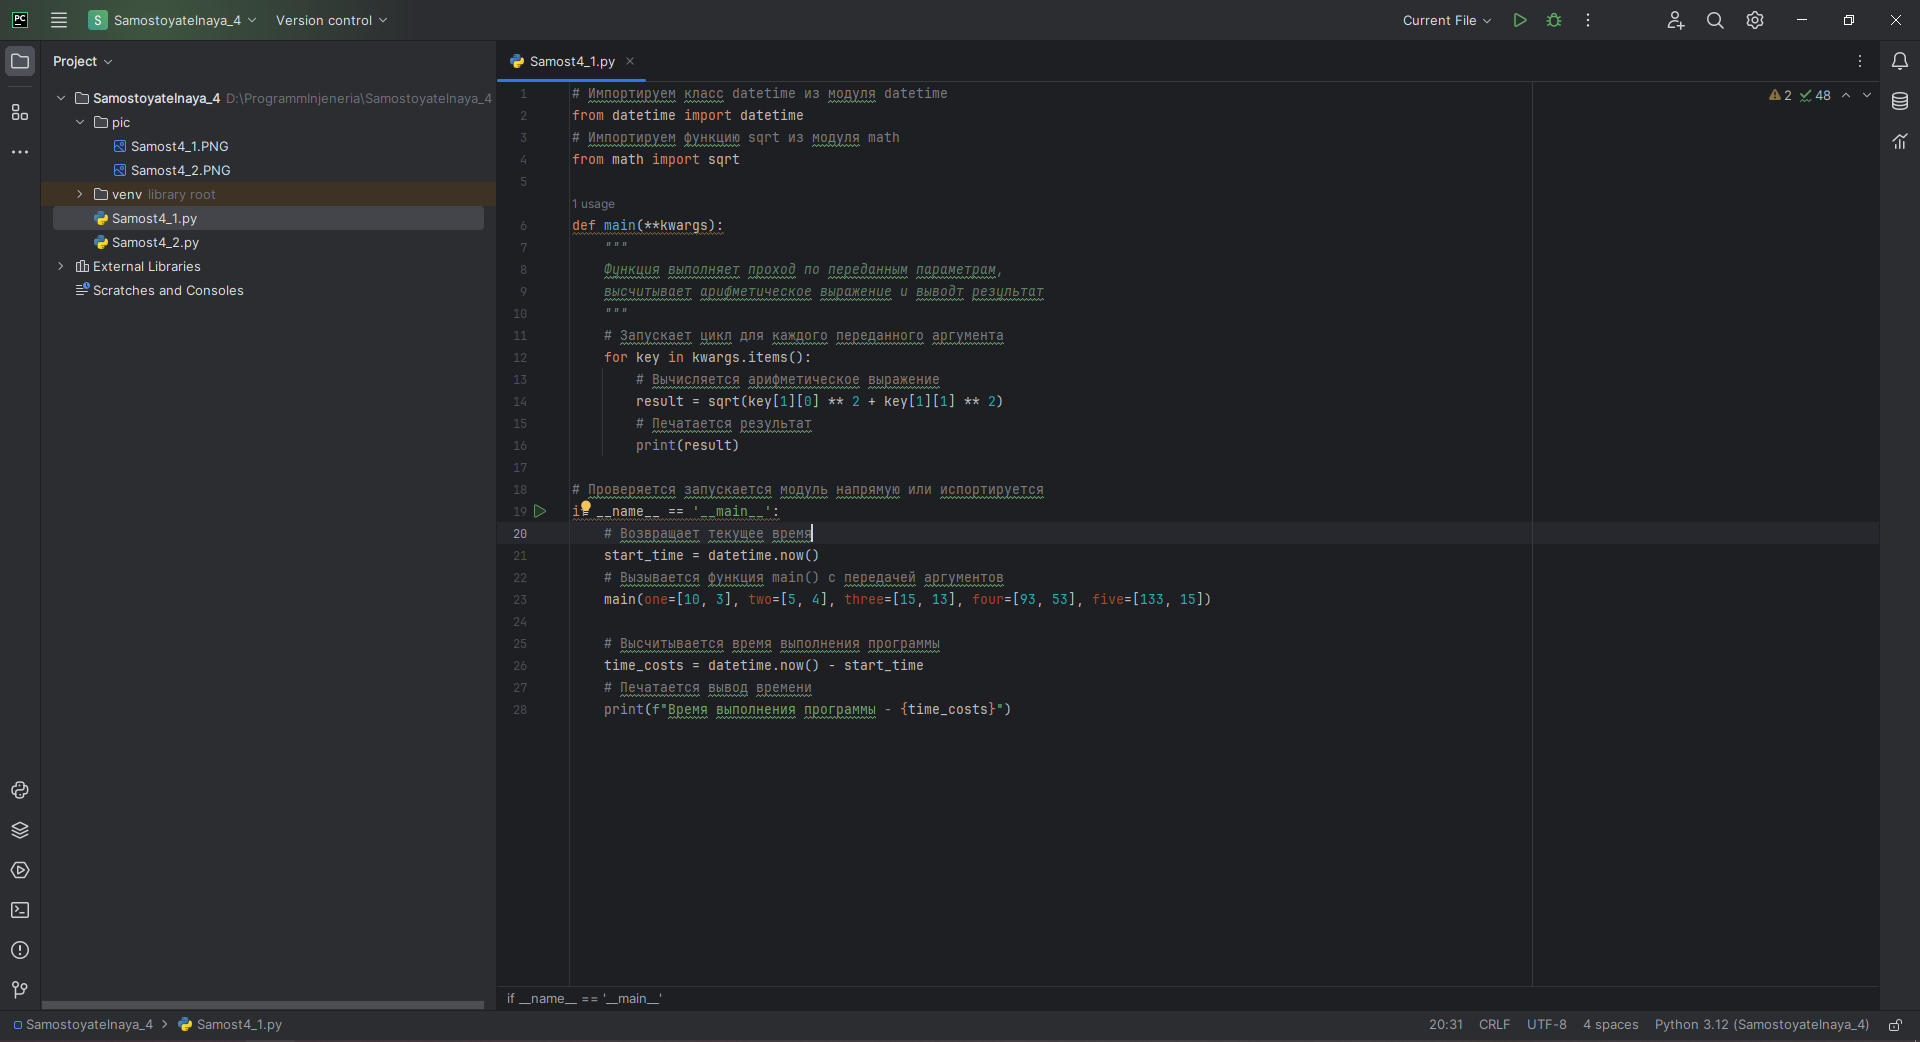 PC
S Samostoyatelnaya_4 Version control
Current File
Project
Samostoyatelnaya_4 D:\ProgrammInjeneria\Samostoyatelnaya_4
pic
Samost4_1.PNG
Samost4_2.PNG
venv library root
Samost4_1.py
Samost4_2.py
External Libraries
Scratches and Consoles
Samost4_1.py
2 48
1 # Импортируем класс datetime из модуля datetime
2 from datetime import datetime
3 # Импортируем функцию sqrt из модуля math
4 from math import sqrt
5
1 usage
6 def main(**kwargs):
7 """
8 Функция выполняет проход по переданным параметрам,
9 высчитывает арифметическое выражение и выводт результат
10 """
11 # Запускает цикл для каждого переданного аргумента
12 for key in kwargs.items():
13 # Вычисляется арифметическое выражение
14 result = sqrt(key[1][0] ** 2 + key[1][1] ** 2)
15 # Печатается результат
16 print(result)
17
18 # Проверяется запускается модуль напрямую или испортируется
19 if __name__ == '__main__':
20 # Возвращает текущее время
21 start_time = datetime.now()
22 # Вызывается функция main() с передачей аргументов
23 main(one=[10, 3], two=[5, 4], three=[15, 13], four=[93, 53], five=[133, 15])
24
25 # Высчитывается время выполнения программы
26 time_costs = datetime.now() - start_time
27 # Печатается вывод времени
28 print(f"Время выполнения программы - {time_costs}")
if __name__ == '__main__'
Samostoyatelnaya_4 Samost4_1.py
20:31 CRLF UTF-8 4 spaces Python 3.12 (Samostoyatelnaya_4)